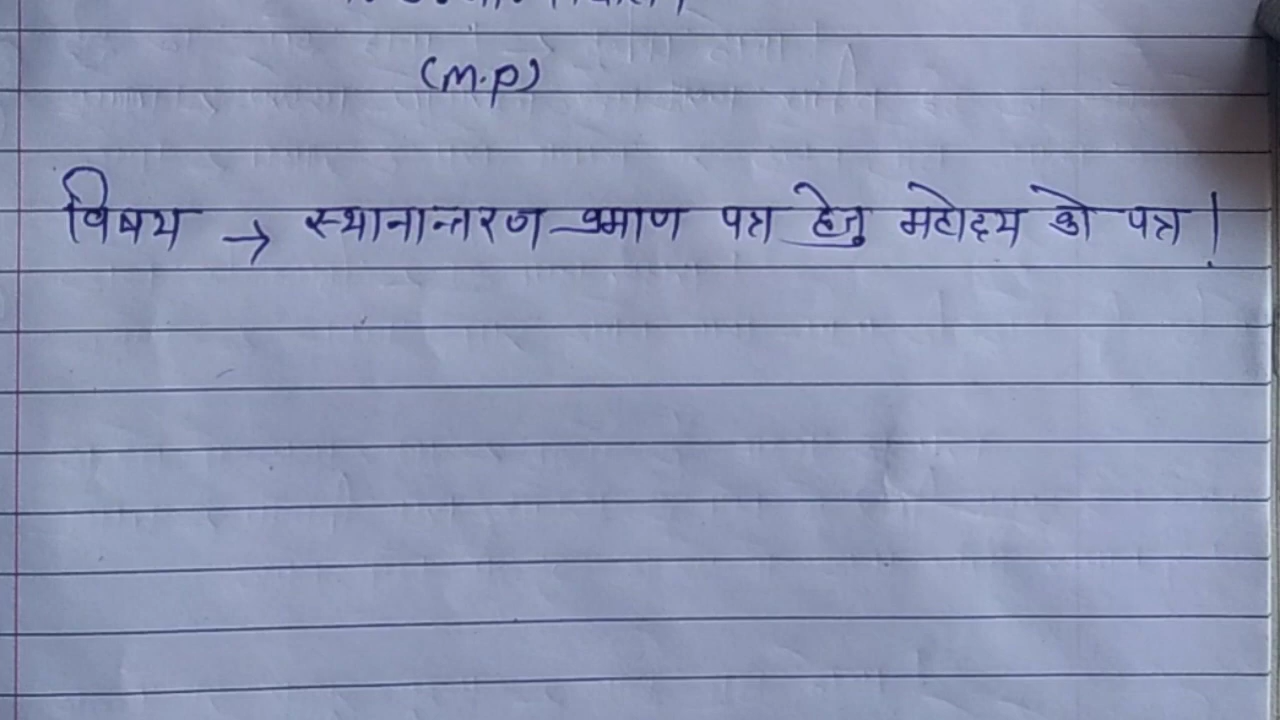 (M.P)
विषय → स्थानान्तरण प्रमाण पत्र हेतु महोदय को पत्र |